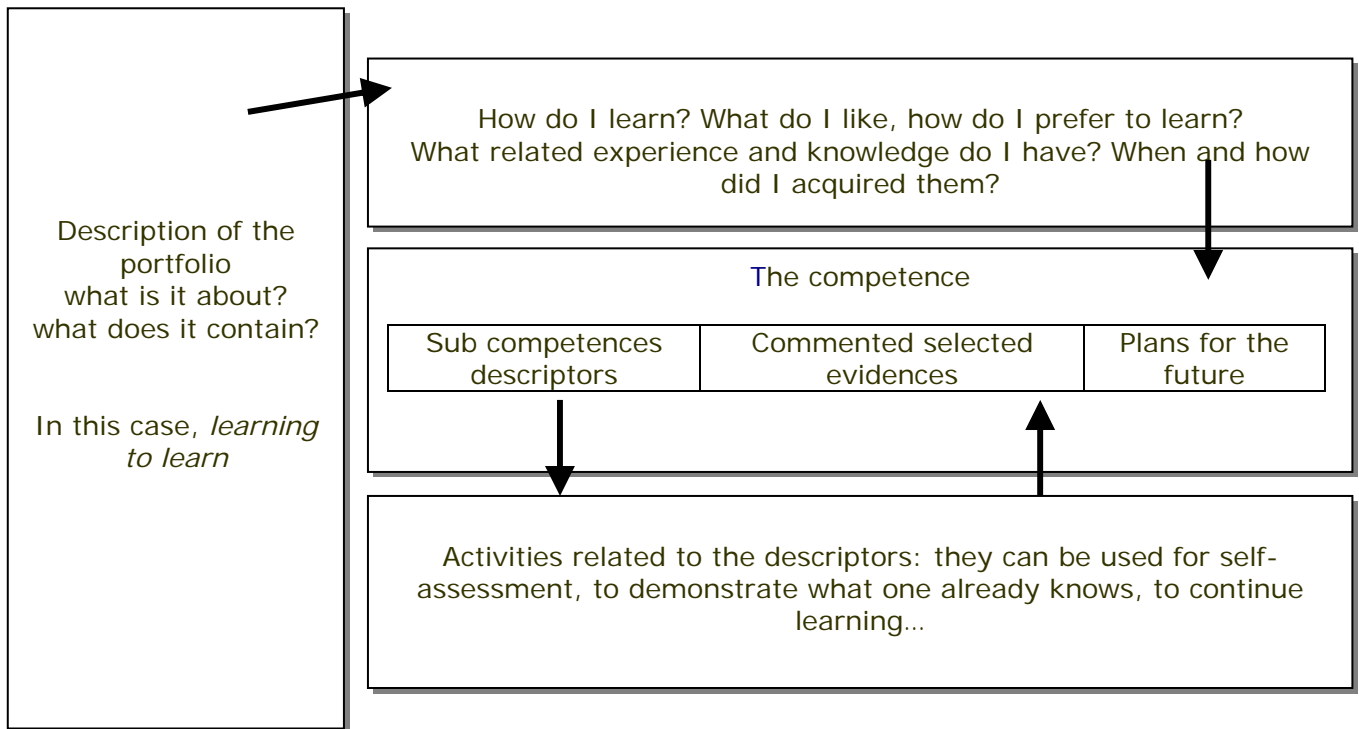 Description of the
portfolio
what is it about?
what does it contain?
In this case, learning
to learn
How do I learn? What do I like, how do I prefer to learn?
What related experience and knowledge do I have? When and how
did I acquired them?
The competence
Sub competences
descriptors
Commented selected
evidences
Plans for the
future
Activities related to the descriptors: they can be used for self-
assessment, to demonstrate what one already knows, to continue
learning…